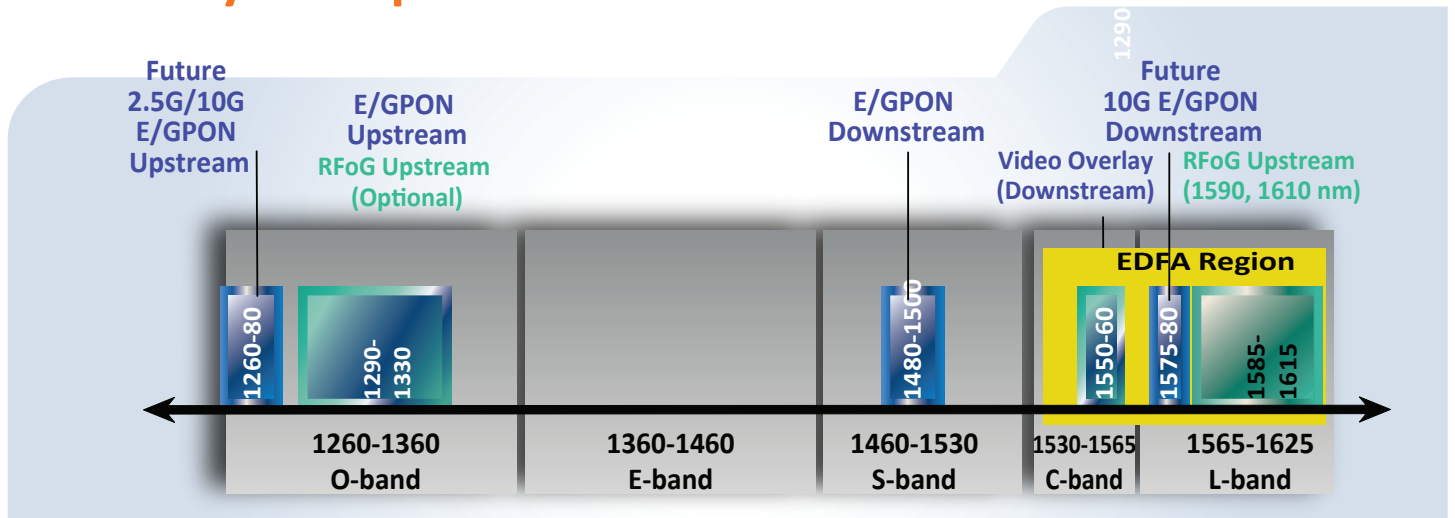 1290
Future
2.5G/10G
E/GPON
Upstream
E/GPON
Upstream
RFoG Upstream
(Optional)
E/GPON
Downstream
Future
10G E/GPON
Downstream
Video Overlay
(Downstream)
RFoG Upstream
(1590, 1610 nm)
EDFA Region
1260-80
1290-
1330
1480-1500
1550-60
1575-80
1585-
1615
1260-1360
O-band
1360-1460
E-band
1460-1530
S-band
1530-1565
C-band
1565-1625
L-band